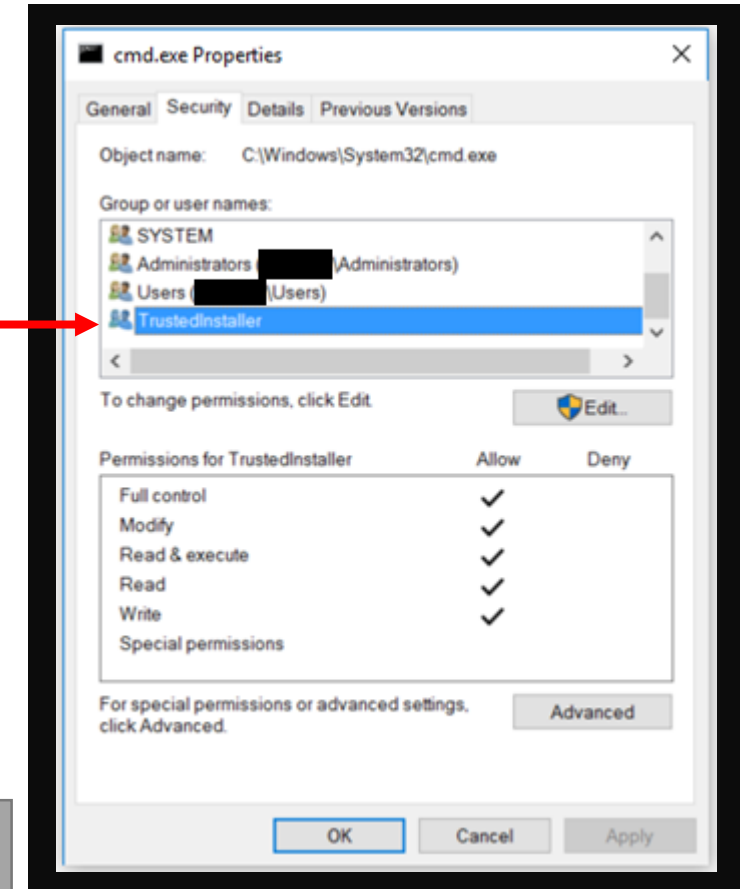 cmd.exe Properties
General Security Details Previous Versions
Object name: C:\Windows\System32\cmd.exe
Group or user names:
SYSTEM
Administrators ( \Administrators)
Users ( \Users)
TrustedInstaller
To change permissions, click Edit.
Edit...
Permissions for TrustedInstaller Allow Deny
Full control
Modify
Read & execute
Read
Write
Special permissions
For special permissions or advanced settings,
click Advanced.
Advanced
OK Cancel Apply